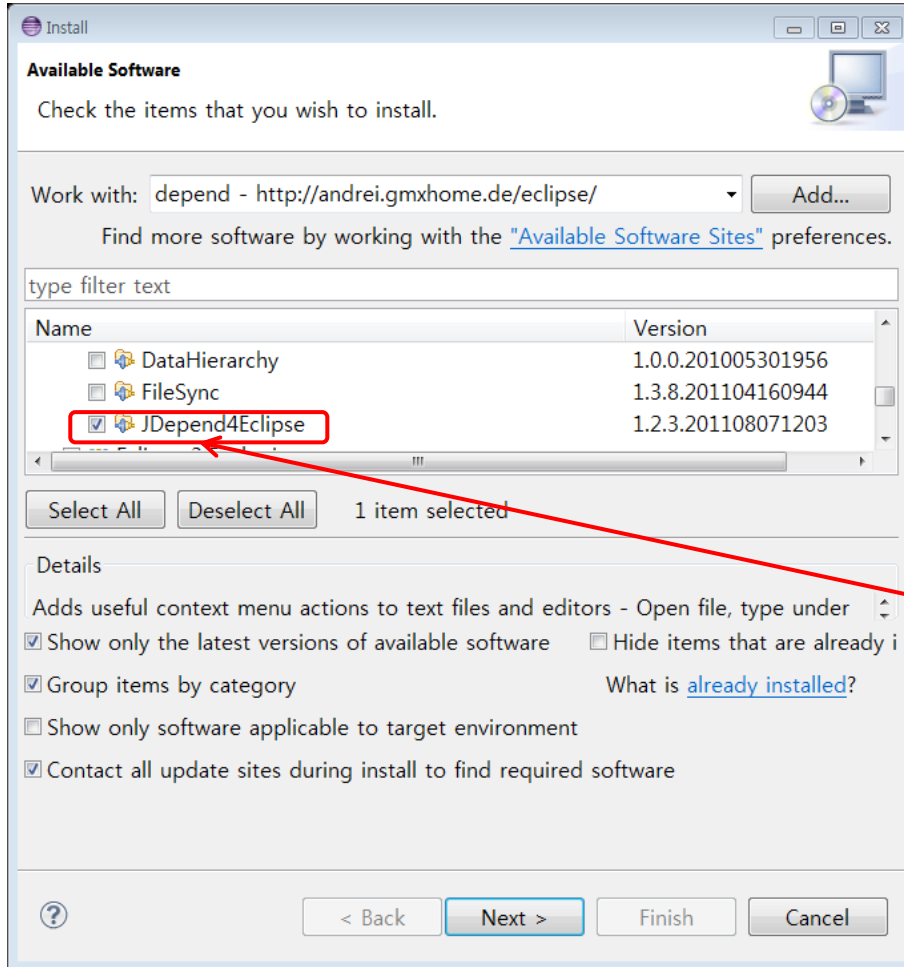 Install
Available Software
Check the items that you wish to install.
Work with: depend - http://andrei.gmxhome.de/eclipse/ Add...
Find more software by working with the "Available Software Sites" preferences.
type filter text
Name Version
DataHierarchy 1.0.0.201005301956
FileSync 1.3.8.201104160944
JDepend4Eclipse 1.2.3.201108071203
Select All Deselect All 1 item selected
Details
Adds useful context menu actions to text files and editors - Open file, type under
Show only the latest versions of available software Hide items that are already i
Group items by category What is already installed?
Show only software applicable to target environment
Contact all update sites during install to find required software
? < Back Next > Finish Cancel